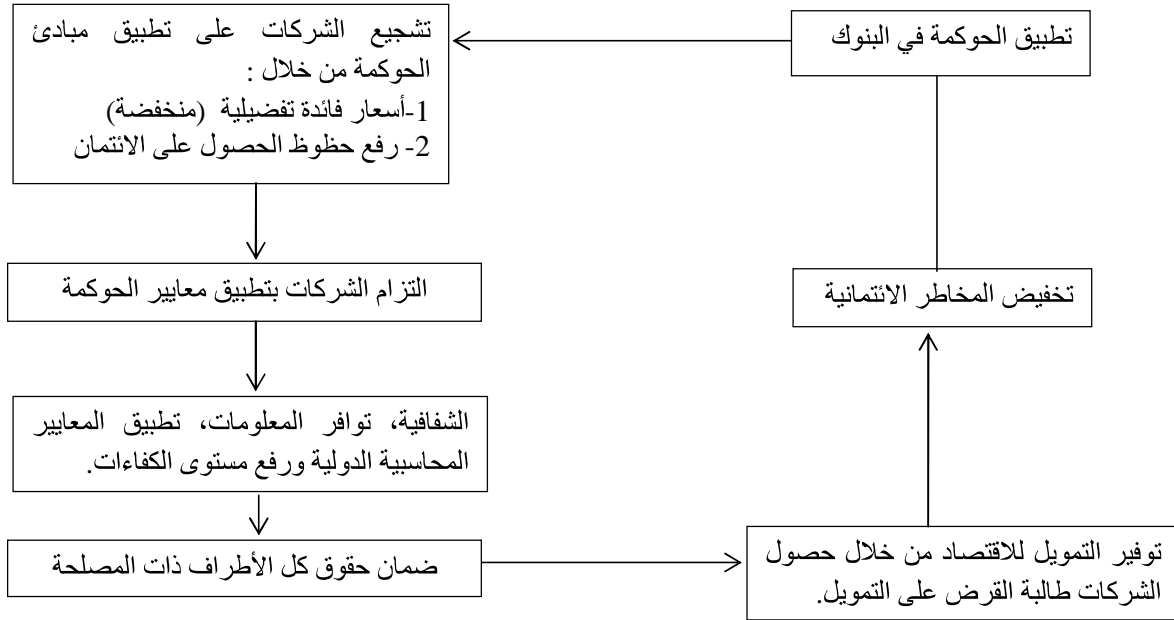 تطبيق الحوكمة في البنوك
تشجيع الشركات على تطبيق مبادئ
الحوكمة من خلال :
1-أسعار فائدة تفضيلية (منخفضة)
2- رفع حظوظ الحصول على الائتمان
التزام الشركات بتطبيق معايير الحوكمة
الشفافية، توافر المعلومات، تطبيق المعايير
المحاسبية الدولية ورفع مستوى الكفاءات.
ضمان حقوق كل الأطراف ذات المصلحة
توفير التمويل للاقتصاد من خلال حصول
الشركات طالبة القرض على التمويل.
تخفيض المخاطر الائتمانية